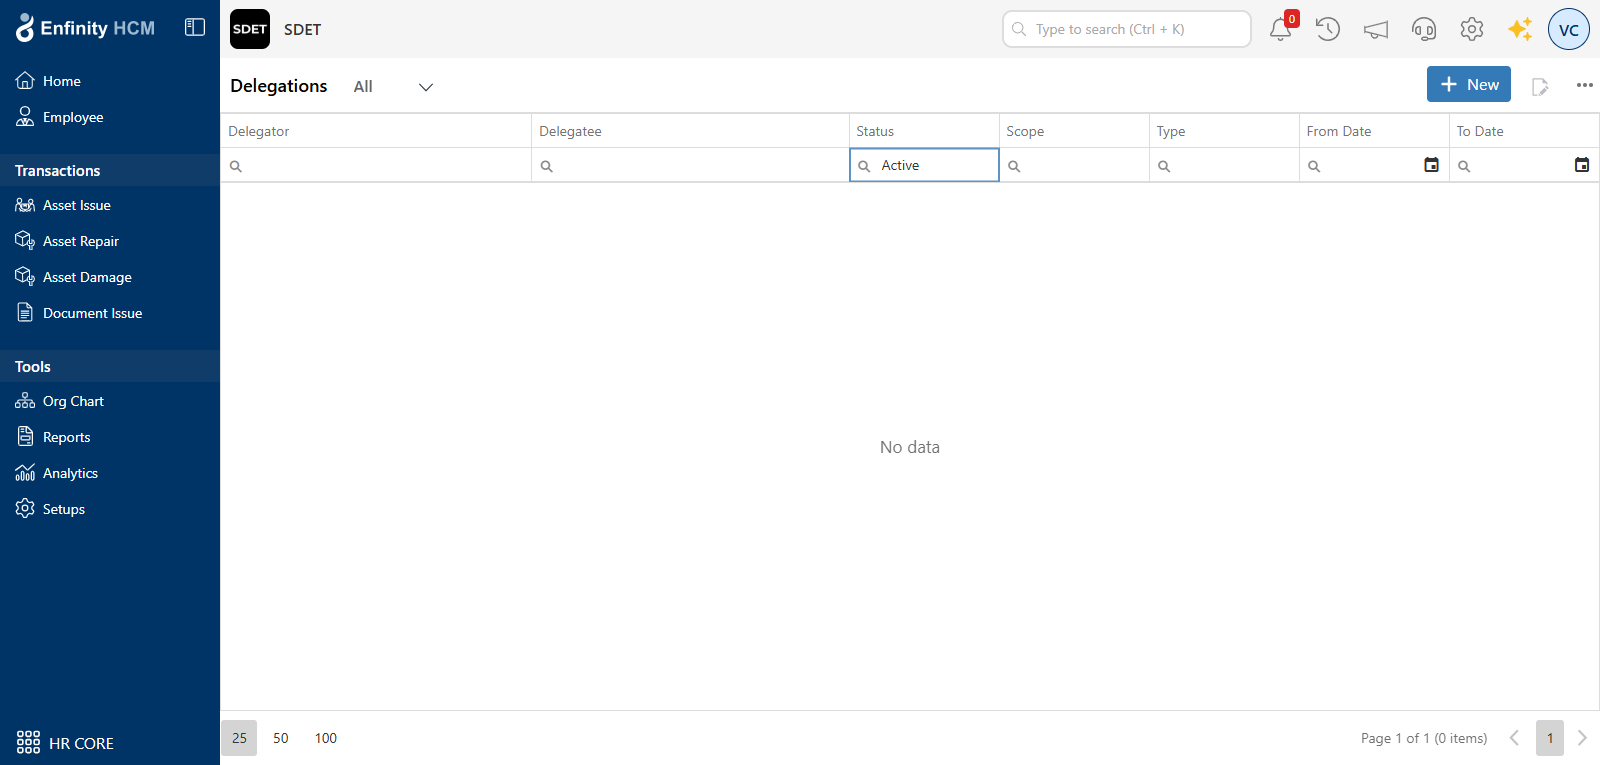 Enfinity HCM
SDET
SDET
Type to search (Ctrl + K)
0
VC
Home
Employee
Transactions
Asset Issue
Asset Repair
Asset Damage
Document Issue
Tools
Org Chart
Reports
Analytics
Setups
HR CORE
Delegations
All
New
Delegator
Delegatee
Status
Scope
Type
From Date
To Date
Active
No data
25
50
100
Page 1 of 1 (0 items)
1